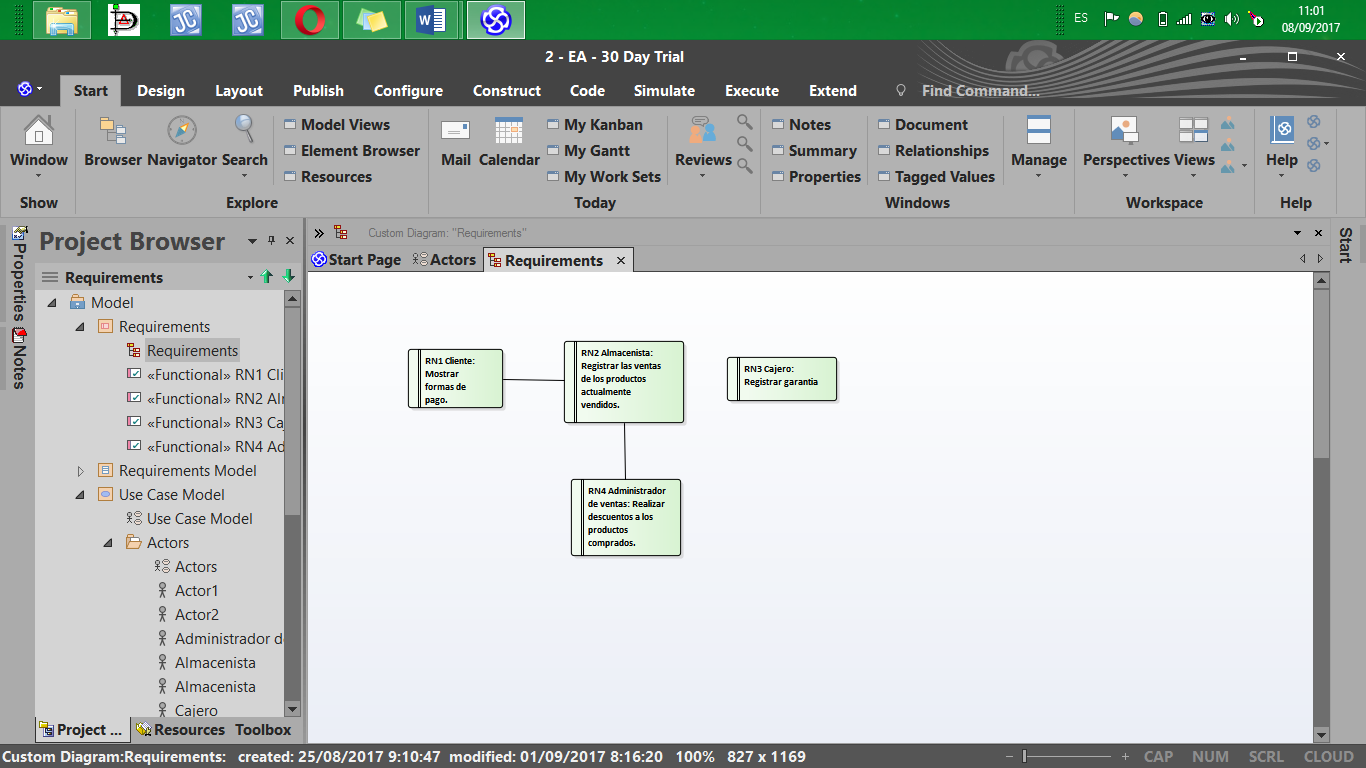 ES
11:01
08/09/2017
2 - EA - 30 Day Trial
Start Design Layout Publish Configure Construct Code Simulate Execute Extend Find Command...
Window
Show
Browser Navigator Search
Model Views
Element Browser
Resources
Explore
Mail Calendar
My Kanban
My Gantt
My Work Sets
Today
Reviews
Notes
Summary
Properties
Document
Relationships
Tagged Values
Windows
Manage
Perspectives Views
Workspace
Help
Help
Properties
Notes
Project Browser
Requirements
Model
Requirements
Requirements
«Functional» RN1 Cli
«Functional» RN2 Al
«Functional» RN3 Ca
«Functional» RN4 Ad
Requirements Model
Use Case Model
Use Case Model
Actors
Actors
Actor1
Actor2
Administrador de
Almacenista
Almacenista
Cajero
Project ... Resources Toolbox
Custom Diagram: "Requirements"
Start Page Actors Requirements
Start
RN1 Cliente:
Mostrar
formas de
pago.
RN2 Almacenista:
Registrar las ventas
de los productos
actualmente
vendidos.
RN3 Cajero:
Registrar garantia
RN4 Administrador
de ventas: Realizar
descuentos a los
productos
comprados.
Custom Diagram:Requirements: created: 25/08/2017 9:10:47 modified: 01/09/2017 8:16:20 100% 827 x 1169
CAP NUM SCRL CLOUD